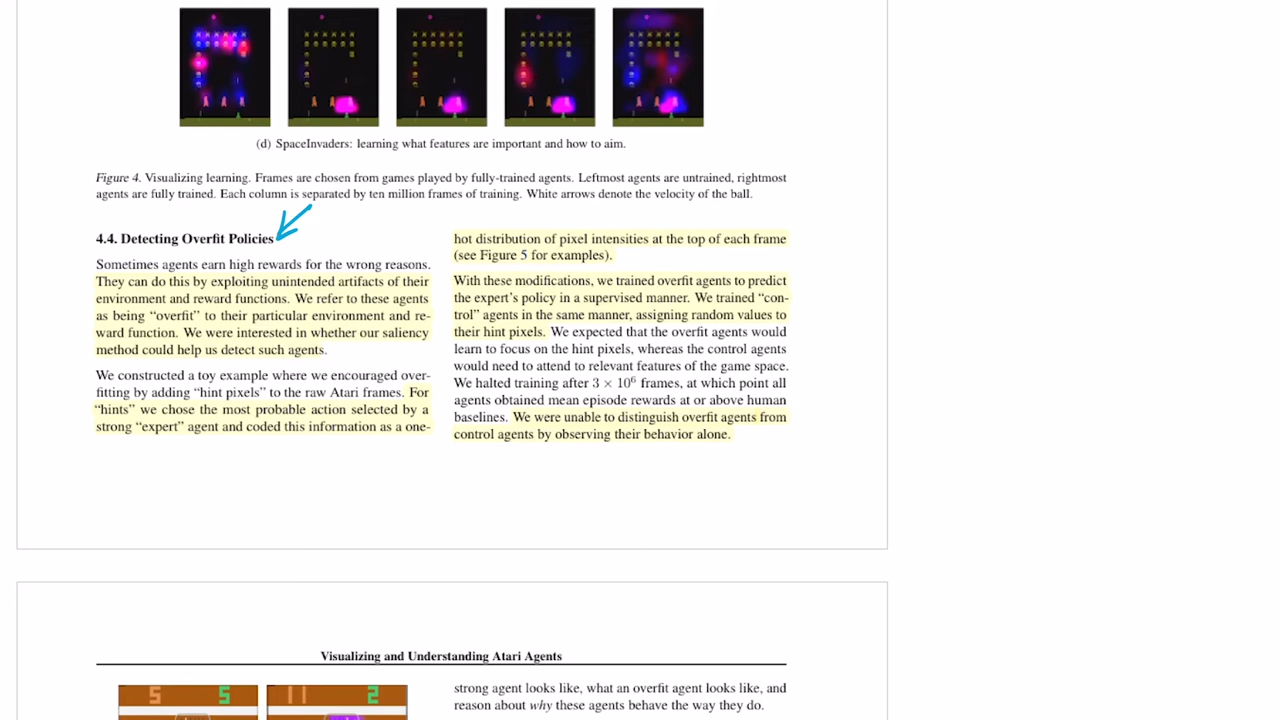 (d) SpaceInvaders: learning what features are important and how to aim.
Figure 4. Visualizing learning. Frames are chosen from games played by fully-trained agents. Leftmost agents are untrained, rightmost
agents are fully trained. Each column is separated by ten million frames of training. White arrows denote the velocity of the ball.
4.4. Detecting Overfit Policies
Sometimes agents earn high rewards for the wrong reasons.
They can do this by exploiting unintended artifacts of their
environment and reward functions. We refer to these agents
as being “overfit” to their particular environment and re-
ward function. We were interested in whether our saliency
method could help us detect such agents.
We constructed a toy example where we encouraged over-
fitting by adding “hint pixels” to the raw Atari frames. For
“hints” we chose the most probable action selected by a
strong “expert” agent and coded this information as a one-
hot distribution of pixel intensities at the top of each frame
(see Figure 5 for examples).
With these modifications, we trained overfit agents to predict
the expert’s policy in a supervised manner. We trained “con-
trol” agents in the same manner, assigning random values to
their hint pixels. We expected that the overfit agents would
learn to focus on the hint pixels, whereas the control agents
would need to attend to relevant features of the game space.
We halted training after 3 × 10⁶ frames, at which point all
agents obtained mean episode rewards at or above human
baselines. We were unable to distinguish overfit agents from
control agents by observing their behavior alone.
Visualizing and Understanding Atari Agents
5 5 11 2
strong agent looks like, what an overfit agent looks like, and
reason about why these agents behave the way they do.